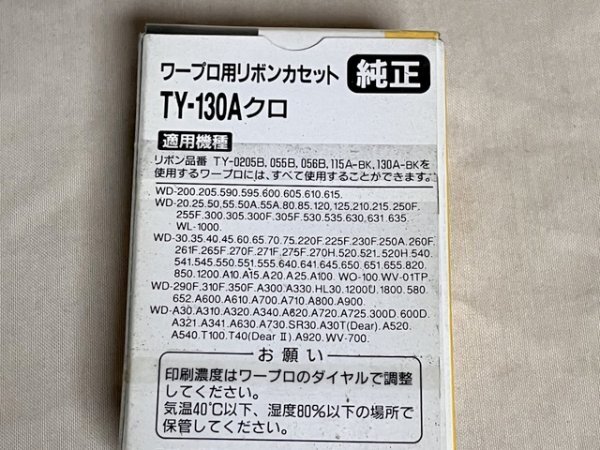 ワープロ用リボンカセット
純正
TY-130Aクロ
適用機種
リボン品番 TY-0205B, 055B, 056B, 115A-BK, 130A-BKを
使用するワープロには、すべて使用することができます。
WD-200.205.590.595.600.605.610.615.
WD-20.25.50.55.50A.55A.80.85.120.125.210.215.250F.
255F.300.305.300F.305F.530.535.630.631.635.
WL-1000.
WD-30.35.40.45.60.65.70.75.220F.225F.230F.250A.260F.
261F.265F.270F.271F.275F.270H.520.521.520H.540.
541.545.550.551.555.640.641.645.650.651.655.820.
850.1200.A10.A15.A20.A25.A100. WO-100.WV-01TP.
WD-290F.310F.350F.A300.A330.HL30.1200U.1800.580.
652.A600.A610.A700.A710.A800.A900.
WD-A30.A310.A320.A340.A620.A720.A725.300D.600D.
A321.A341.A630.A730.SR30.A30T(Dear).A520.
A540.T100.T40(Dear Ⅱ).A920.WV-700.
お願い
印刷濃度はワープロのダイヤルで調整
してください。
気温40℃以下、湿度80%以下の場所で
保管してください。